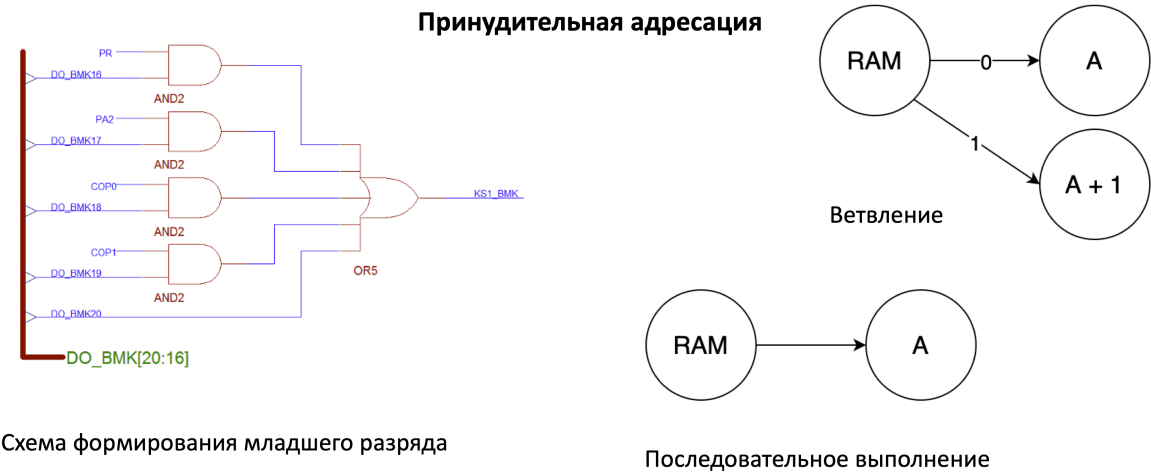 Принудительная адресация
PR
DO_BMK16
AND2
PA2
DO_BMK17
AND2
COP0
DO_BMK18
AND2
COP1
DO_BMK19
AND2
DO_BMK20
OR5
KS1_BMK
DO_BMK[20:16]
Схема формирования младшего разряда
RAM
0
A
1
A + 1
Ветвление
RAM
A
Последовательное выполнение